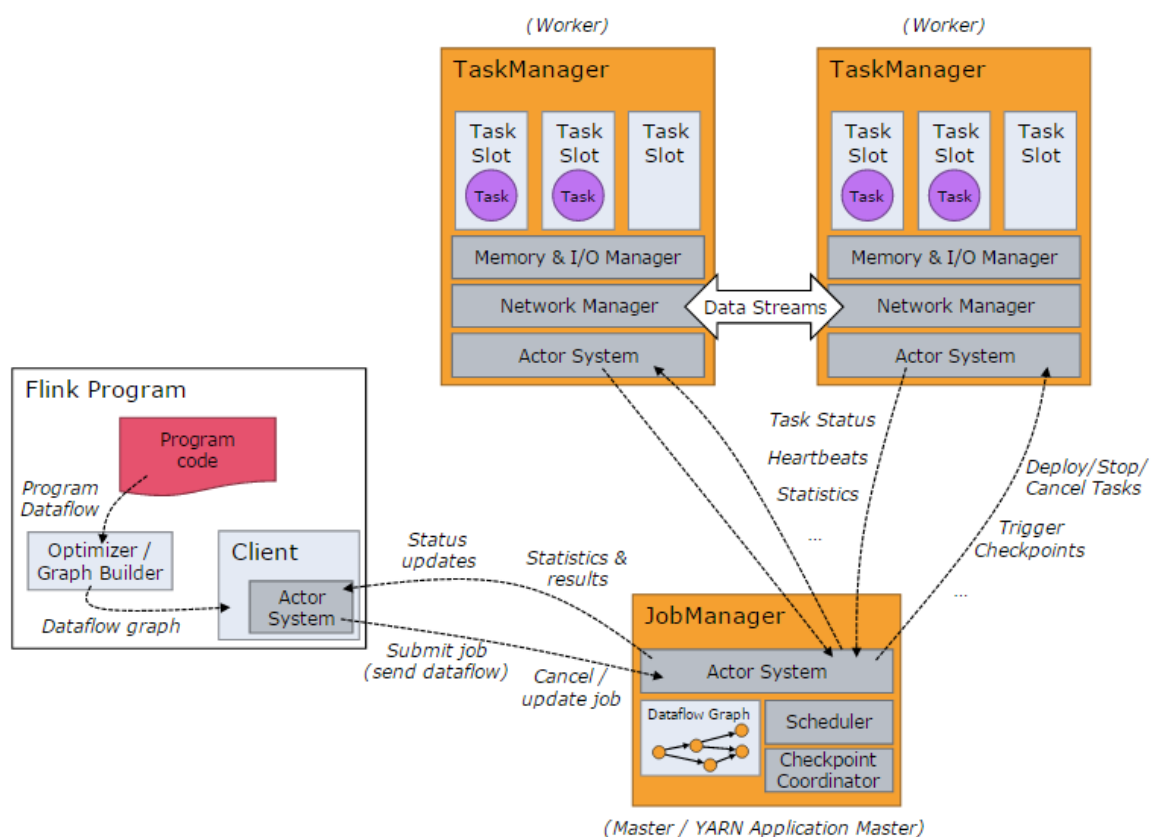 (Worker)
(Worker)
TaskManager
TaskManager
Task
Slot
Task
Task
Slot
Task
Task
Slot
Task
Slot
Task
Task
Slot
Task
Task
Slot
Memory & I/O Manager
Memory & I/O Manager
Network Manager
Data Streams
Network Manager
Actor System
Actor System
Flink Program
Program
code
Program
Dataflow
Optimizer /
Graph Builder
Dataflow graph
Client
Actor
System
Status
updates
Statistics &
results
Submit job
(send dataflow)
Cancel /
update job
Task Status
Heartbeats
Statistics
...
Deploy/Stop/
Cancel Tasks
Trigger
Checkpoints
...
JobManager
Actor System
Dataflow Graph
Scheduler
Checkpoint
Coordinator
(Master / YARN Application Master)